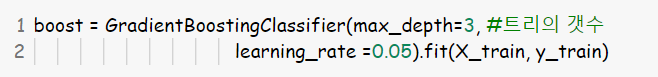 1 boost = GradientBoostingClassifier(max_depth=3, #트리의 갯수
2 learning_rate =0.05).fit(X_train, y_train)